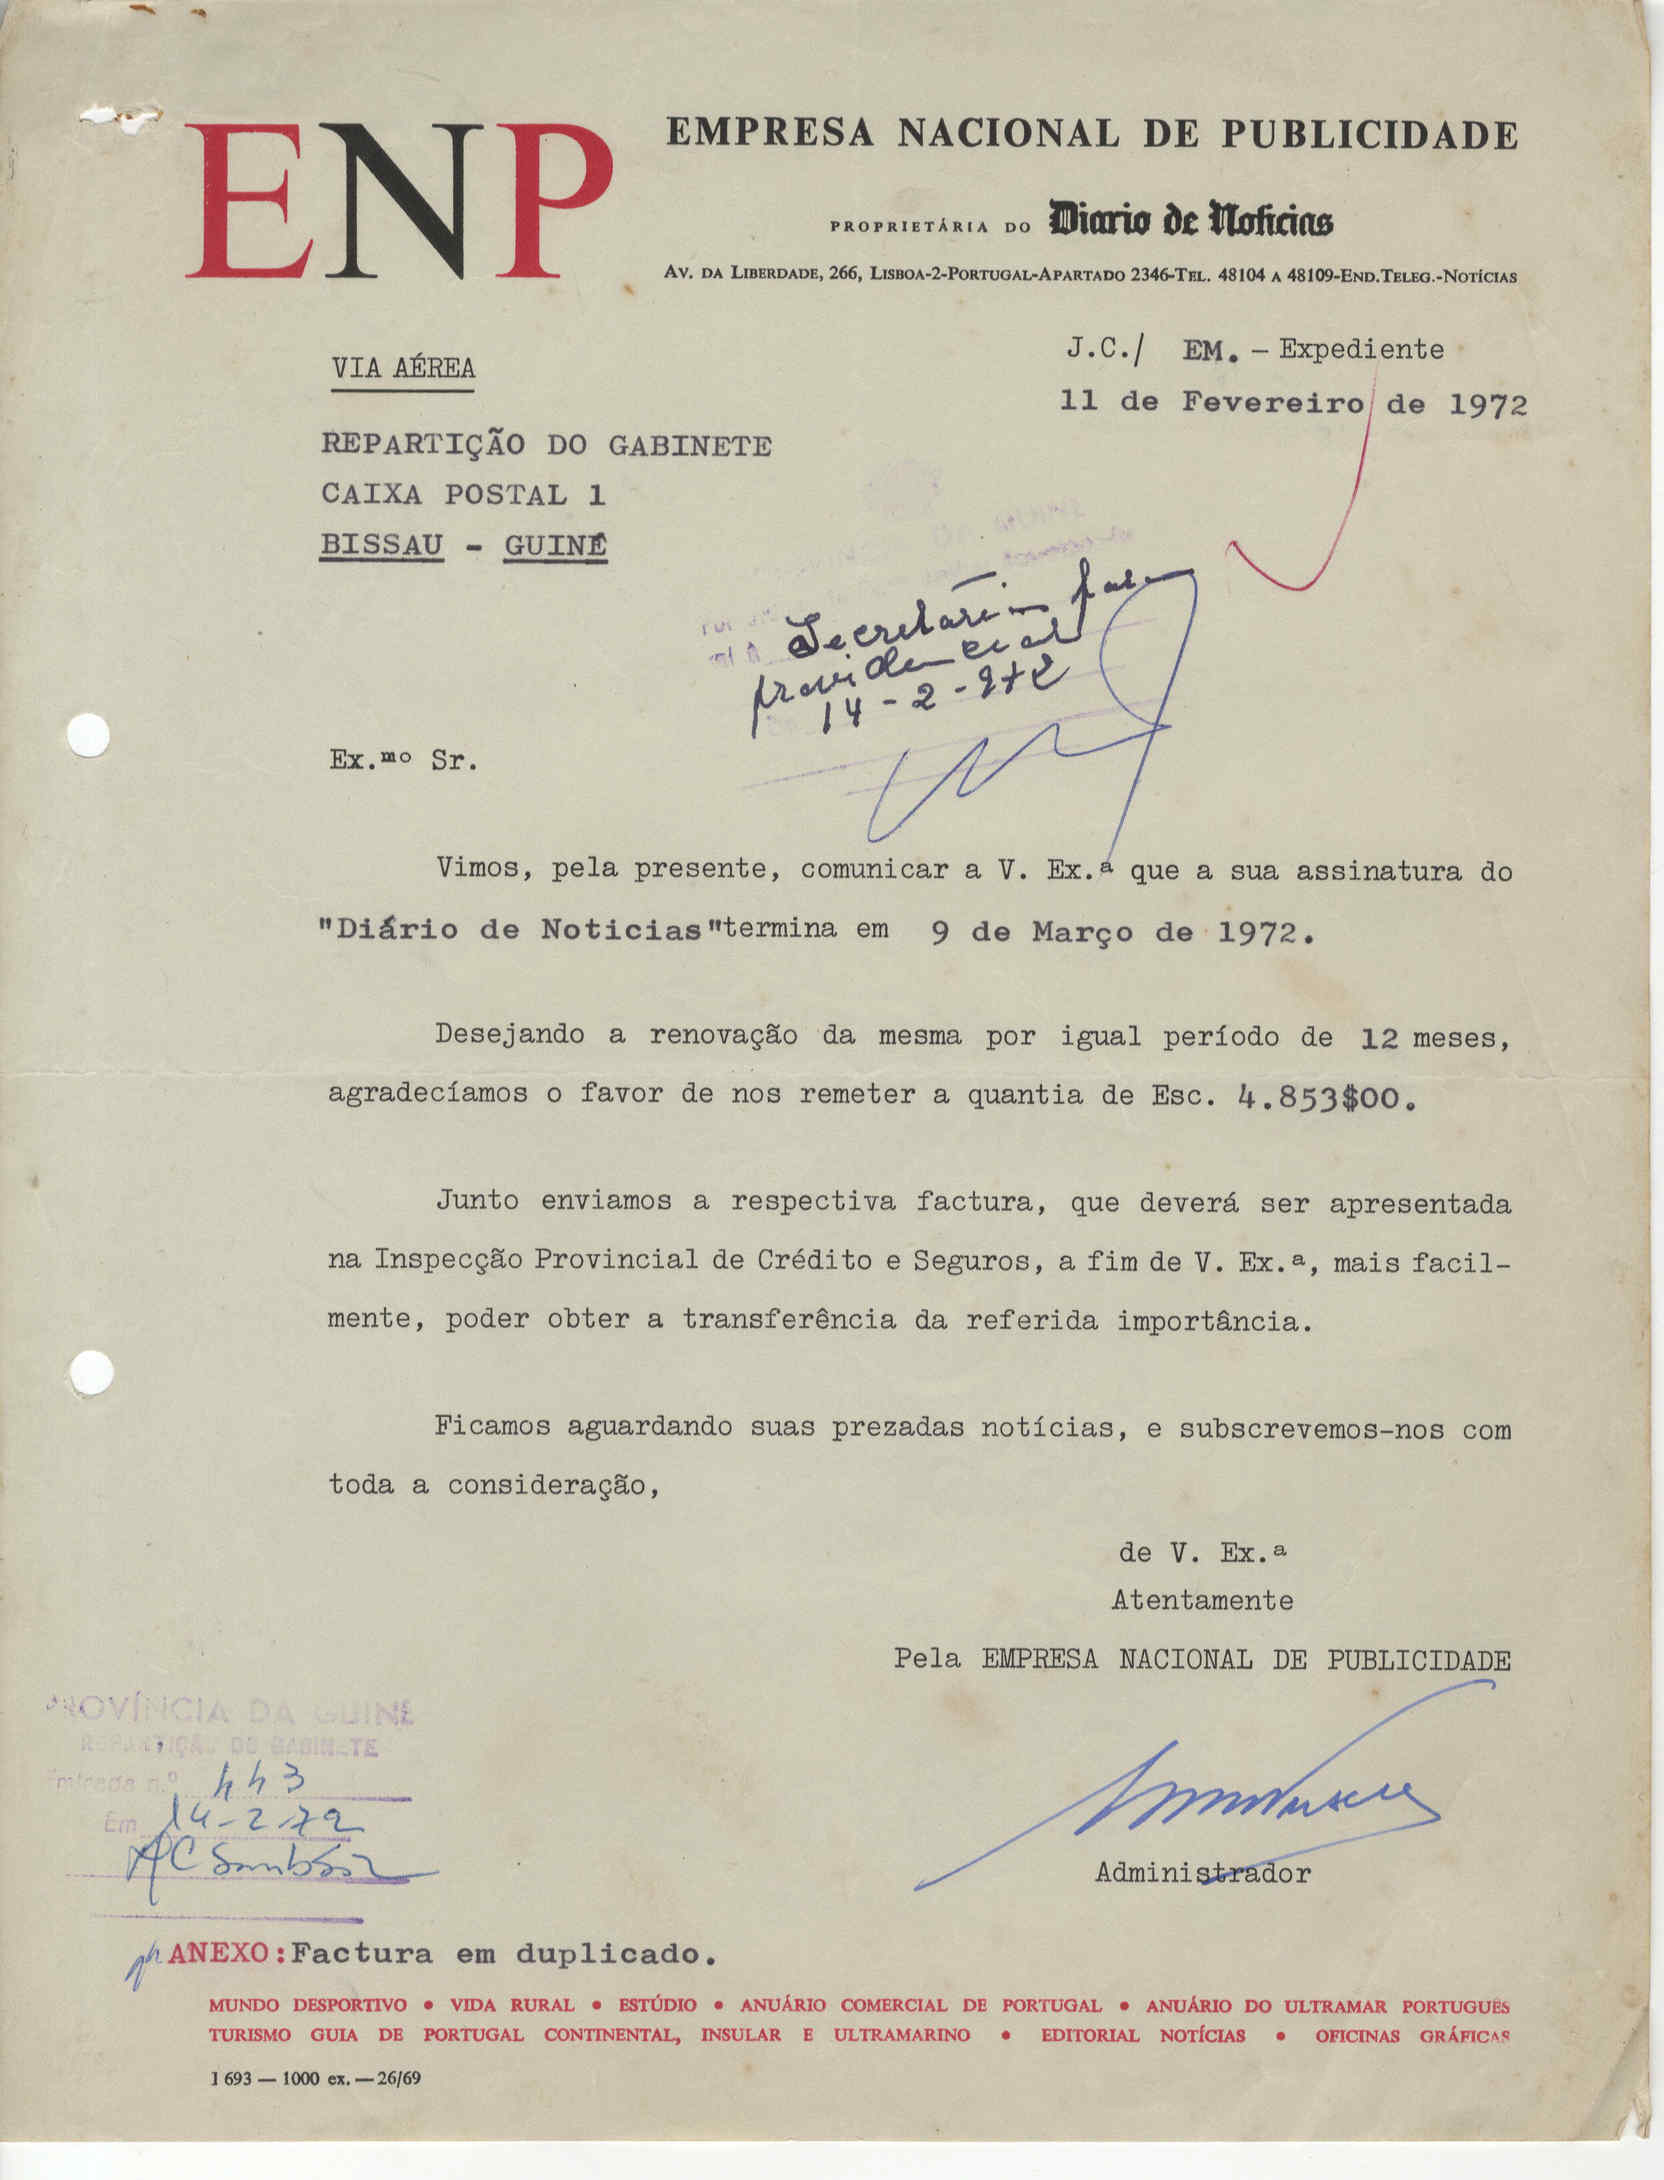 ENP
EMPRESA NACIONAL DE PUBLICIDADE
PROPRIETÁRIA DO Diario de Noticias
AV. DA LIBERDADE, 266, LISBOA-2-PORTUGAL-APARTADO 2346-TEL. 48104 A 48109-END.TELEG.-NOTÍCIAS
J.C./ EM. - Expediente
11 de Fevereiro de 1972
VIA AÉREA
REPARTIÇÃO DO GABINETE
CAIXA POSTAL 1
BISSAU - GUINÉ
Secretária para
providenciar
14-2-972
Ex.mo Sr.
Vimos, pela presente, comunicar a V. Ex.ª que a sua assinatura do
"Diário de Noticias"termina em 9 de Março de 1972.
Desejando a renovação da mesma por igual período de 12 meses,
agradecíamos o favor de nos remeter a quantia de Esc. 4.853$00.
Junto enviamos a respectiva factura, que deverá ser apresentada
na Inspecção Provincial de Crédito e Seguros, a fim de V. Ex.ª, mais facil-
mente, poder obter a transferência da referida importância.
Ficamos aguardando suas prezadas notícias, e subscrevemos-nos com
toda a consideração,
de V. Ex.ª
Atentamente
Pela EMPRESA NACIONAL DE PUBLICIDADE
Administrador
PROVÍNCIA DA GUINÉ
REPARTIÇÃO DO GABINETE
Entrada n.º 443
Em 14-2-72
ANEXO:Factura em duplicado.
MUNDO DESPORTIVO • VIDA RURAL • ESTÚDIO • ANUÁRIO COMERCIAL DE PORTUGAL • ANUÁRIO DO ULTRAMAR PORTUGUÊS
TURISMO GUIA DE PORTUGAL CONTINENTAL, INSULAR E ULTRAMARINO • EDITORIAL NOTÍCIAS • OFICINAS GRÁFICAS
1 693 — 1000 ex. — 26/69